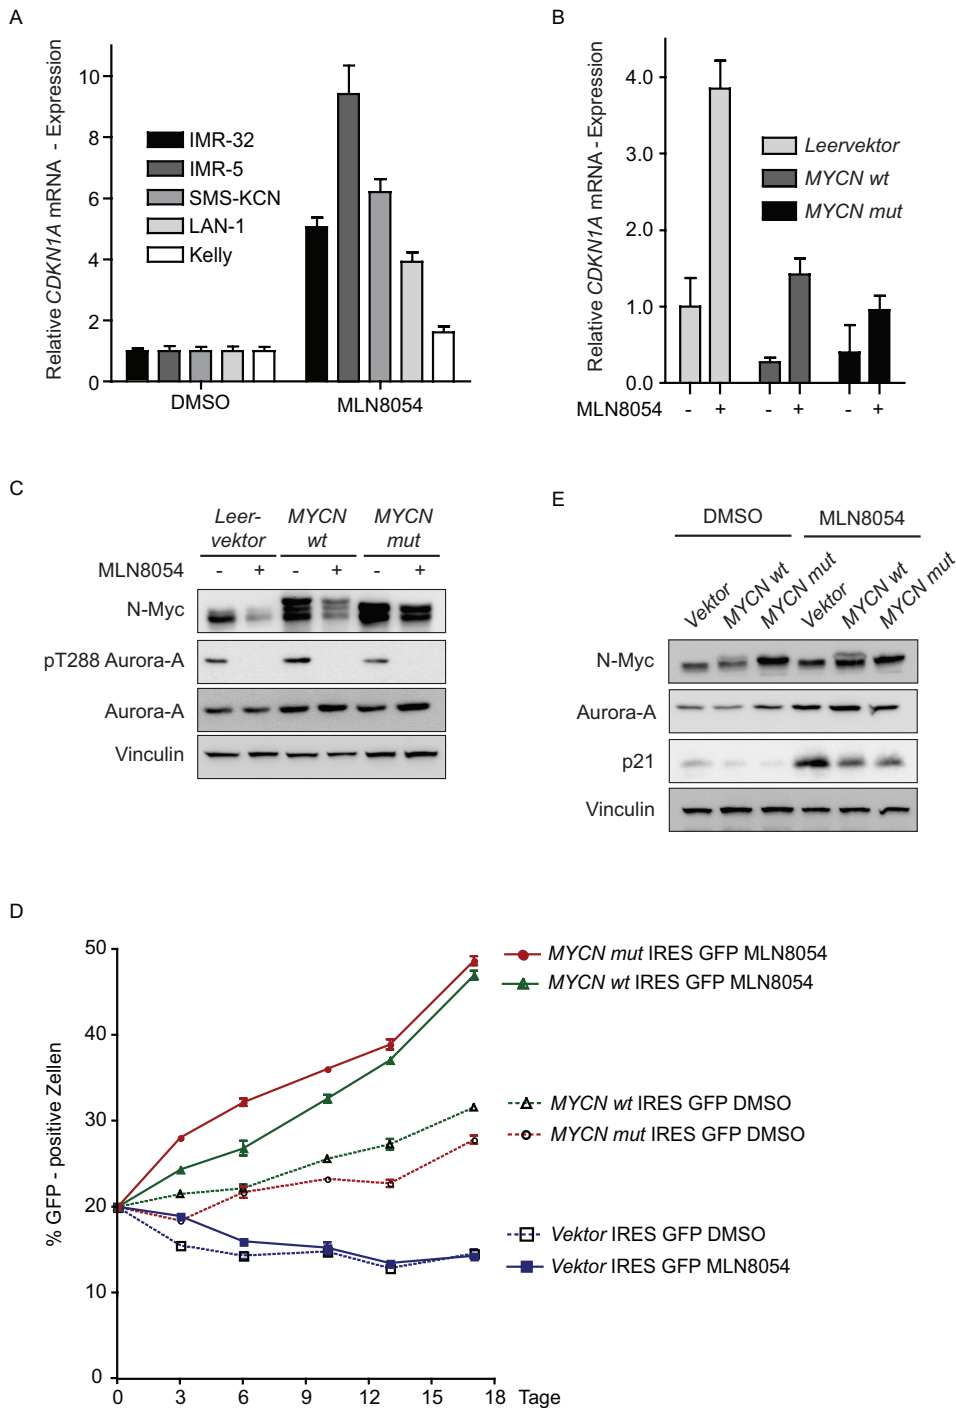 A
Relative CDKN1A mRNA - Expression
10
8
6
4
2
0
IMR-32
IMR-5
SMS-KCN
LAN-1
Kelly
DMSO
MLN8054
B
Relative CDKN1A mRNA - Expression
4.0
3.0
2.0
1.0
0.0
Leervektor
MYCN wt
MYCN mut
MLN8054 - + - + - +
C
Leer-
vektor
MYCN
wt
MYCN
mut
MLN8054 - + - + - +
N-Myc
pT288 Aurora-A
Aurora-A
Vinculin
E
DMSO MLN8054
Vektor MYCN wt MYCN mut Vektor MYCN wt MYCN mut
N-Myc
Aurora-A
p21
Vinculin
D
% GFP - positive Zellen
50
40
30
20
10
0
0 3 6 9 12 15 18 Tage
MYCN mut IRES GFP MLN8054
MYCN wt IRES GFP MLN8054
MYCN wt IRES GFP DMSO
MYCN mut IRES GFP DMSO
Vektor IRES GFP DMSO
Vektor IRES GFP MLN8054